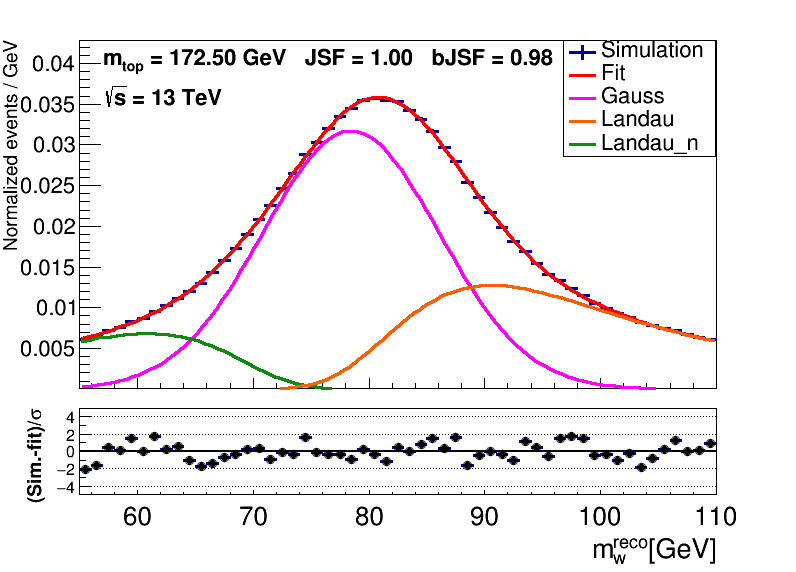 m_top = 172.50 GeV   JSF = 1.00   bJSF = 0.98
√s = 13 TeV
Simulation
Fit
Gauss
Landau
Landau_n
Normalized events / GeV
0.04
0.035
0.03
0.025
0.02
0.015
0.01
0.005
(Sim.-fit)/σ
4
2
0
−2
−4
60 70 80 90 100 110
m_w^reco[GeV]